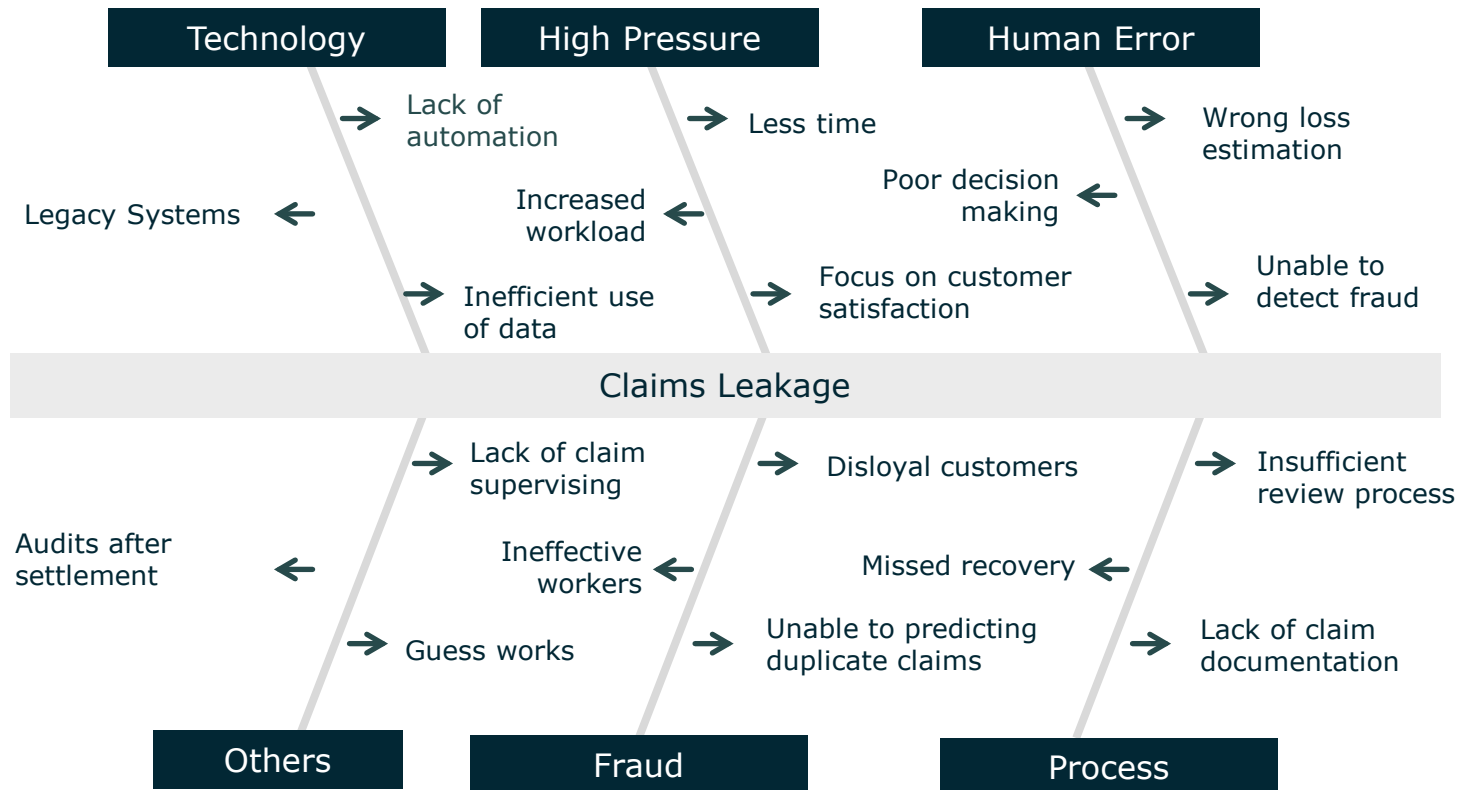 Technology
High Pressure
Human Error
Lack of
automation
Legacy Systems
Inefficient use
of data
Less time
Increased
workload
Focus on customer
satisfaction
Wrong loss
estimation
Poor decision
making
Unable to
detect fraud
Claims Leakage
Lack of claim
supervising
Audits after
settlement
Guess works
Disloyal customers
Ineffective
workers
Unable to predicting
duplicate claims
Insufficient
review process
Missed recovery
Lack of claim
documentation
Others
Fraud
Process